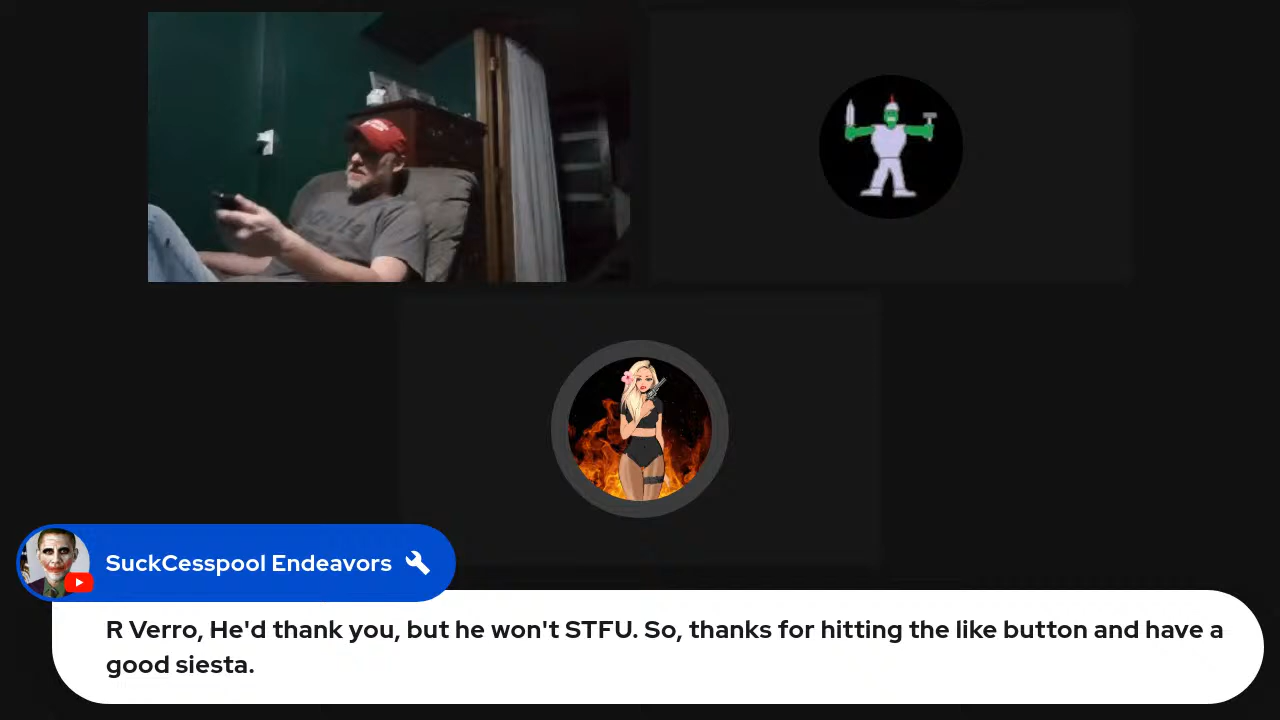 SuckCesspool Endeavors
R Verro, He'd thank you, but he won't STFU. So, thanks for hitting the like button and have a
good siesta.